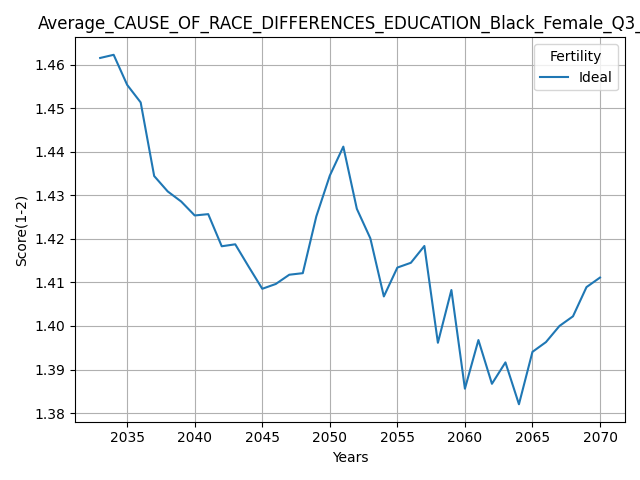 Average_CAUSE_OF_RACE_DIFFERENCES_EDUCATION_Black_Female_Q3_
Fertility
Ideal
1.46
1.45
1.44
1.43
1.42
1.41
1.40
1.39
1.38
Score(1-2)
2035 2040 2045 2050 2055 2060 2065 2070
Years